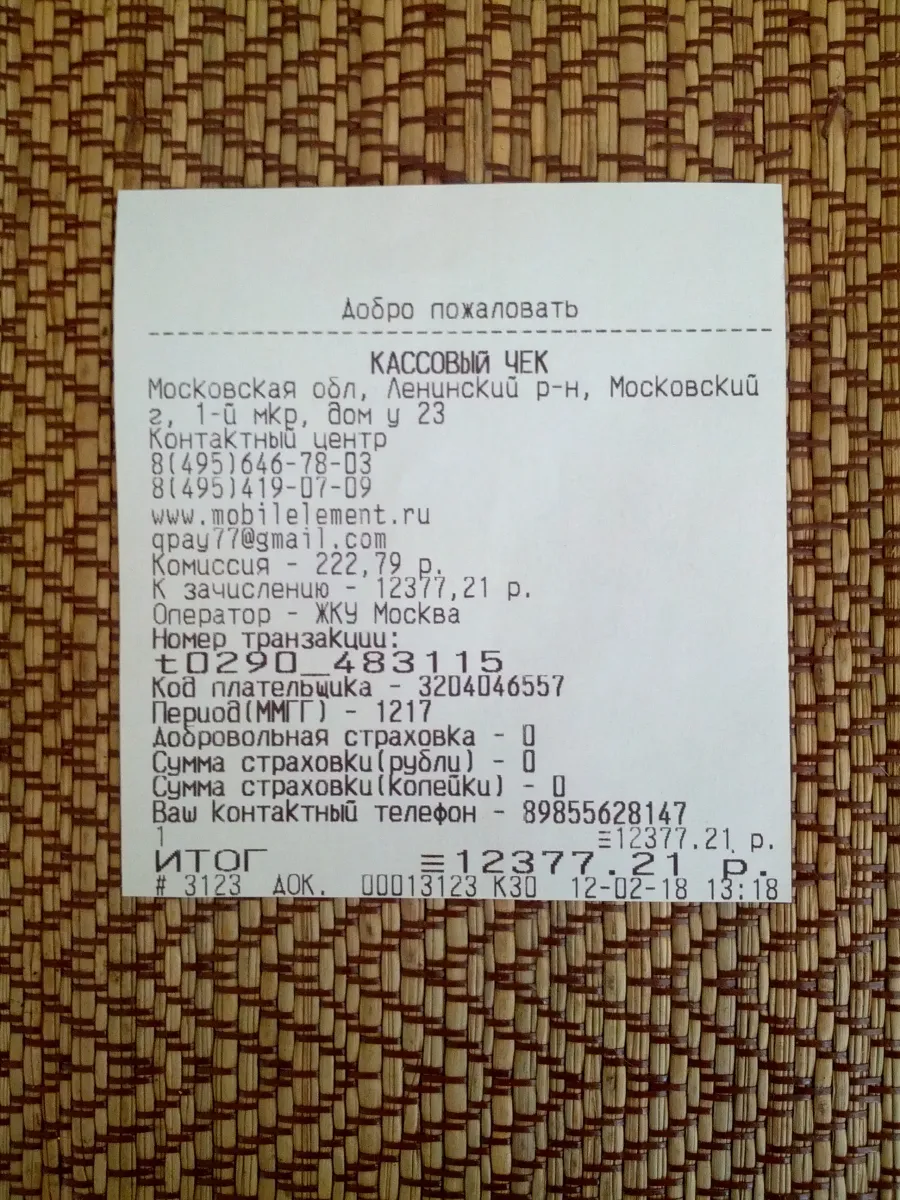 Добро пожаловать
КАССОВЫЙ ЧЕК
Московская обл, Ленинский р-н, Московский
г, 1-й мкр, дом у 23
Контактный центр
8(495)646-78-03
8(495)419-07-09
www.mobilelement.ru
qpay77@gmail.com
Комиссия - 222,79 р.
К зачислению - 12377,21 р.
Оператор - ЖКУ Москва
Номер транзакции:
t0290_483115
Код плательщика - 3204046557
Период(ММГГ) - 1217
Добровольная страховка - 0
Сумма страховки(рубли) - 0
Сумма страховки(копейки) - 0
Ваш контактный телефон - 89855628147
1 ≡12377.21 р.
ИТОГ ≡12377.21 р.
# 3123 ДОК. 00013123 К30 12-02-18 13:18